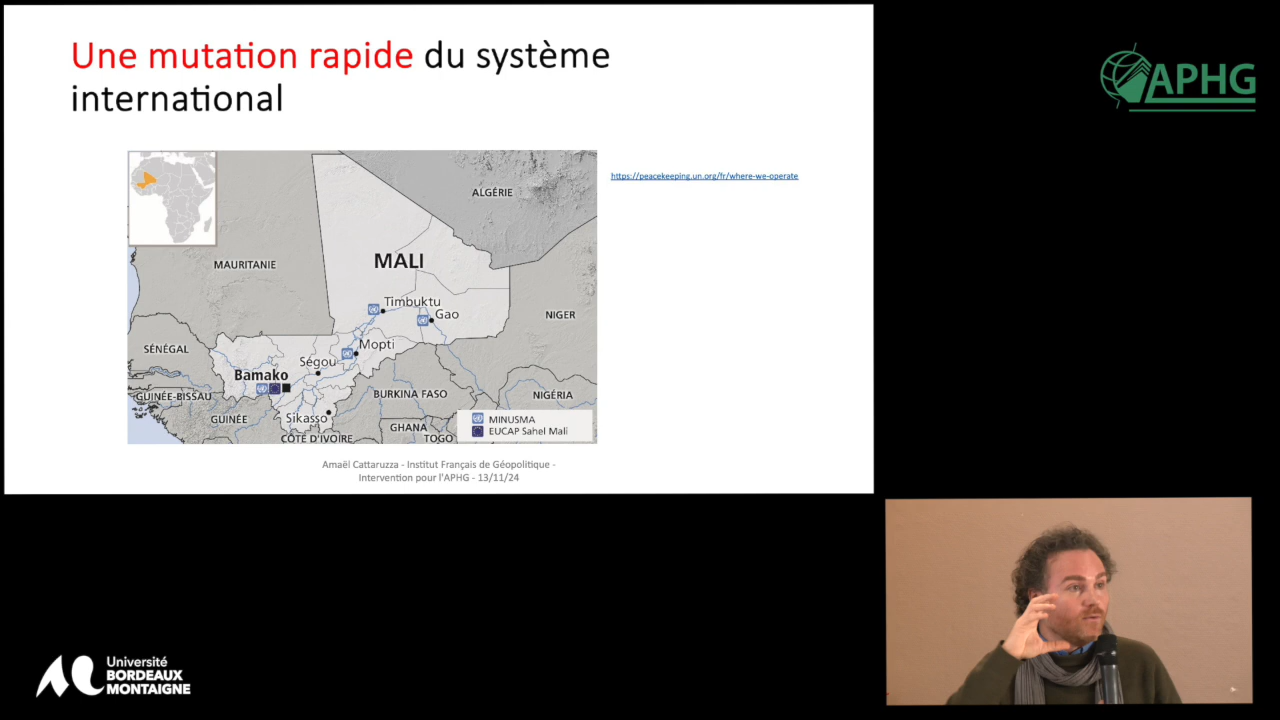 Une mutation rapide du système
international
APHG
https://peacekeeping.un.org/fr/where-we-operate
ALGÉRIE
MALI
MAURITANIE
Timbuktu
Gao
NIGER
Mopti
SÉNÉGAL
Ségou
Bamako
BURKINA FASO
NIGÉRIA
GUINÉE-BISSAU
GUINÉE
Sikasso
MINUSMA
GHANA
EUCAP Sahel Mali
CÔTE D'IVOIRE
TOGO
Amaël Cattaruzza - Institut Français de Géopolitique -
Intervention pour l'APHG - 13/11/24
Université
BORDEAUX
MONTAIGNE